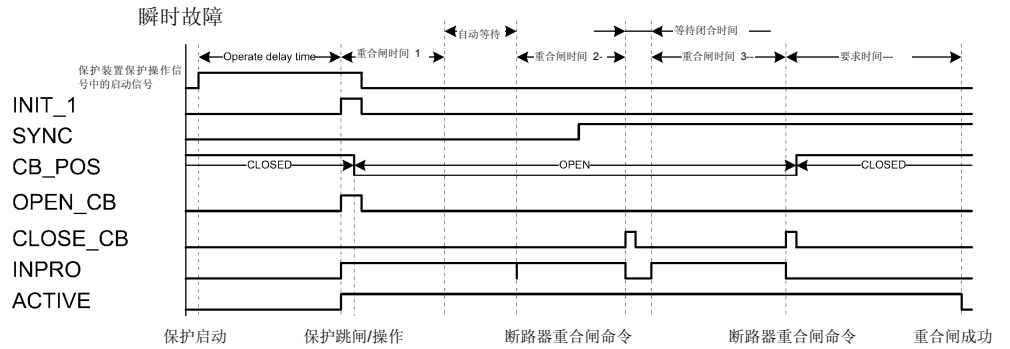 瞬时故障
自动等待
等待闭合时间
Operate delay time
重合闸时间 1
重合闸时间 2-
重合闸时间 3--
要求时间---
保护装置保护操作信
号中的启动信号
INIT_1
SYNC
CB_POS
CLOSED
OPEN
CLOSED
OPEN_CB
CLOSE_CB
INPRO
ACTIVE
保护启动
保护跳闸/操作
断路器重合闸命令
断路器重合闸命令
重合闸成功